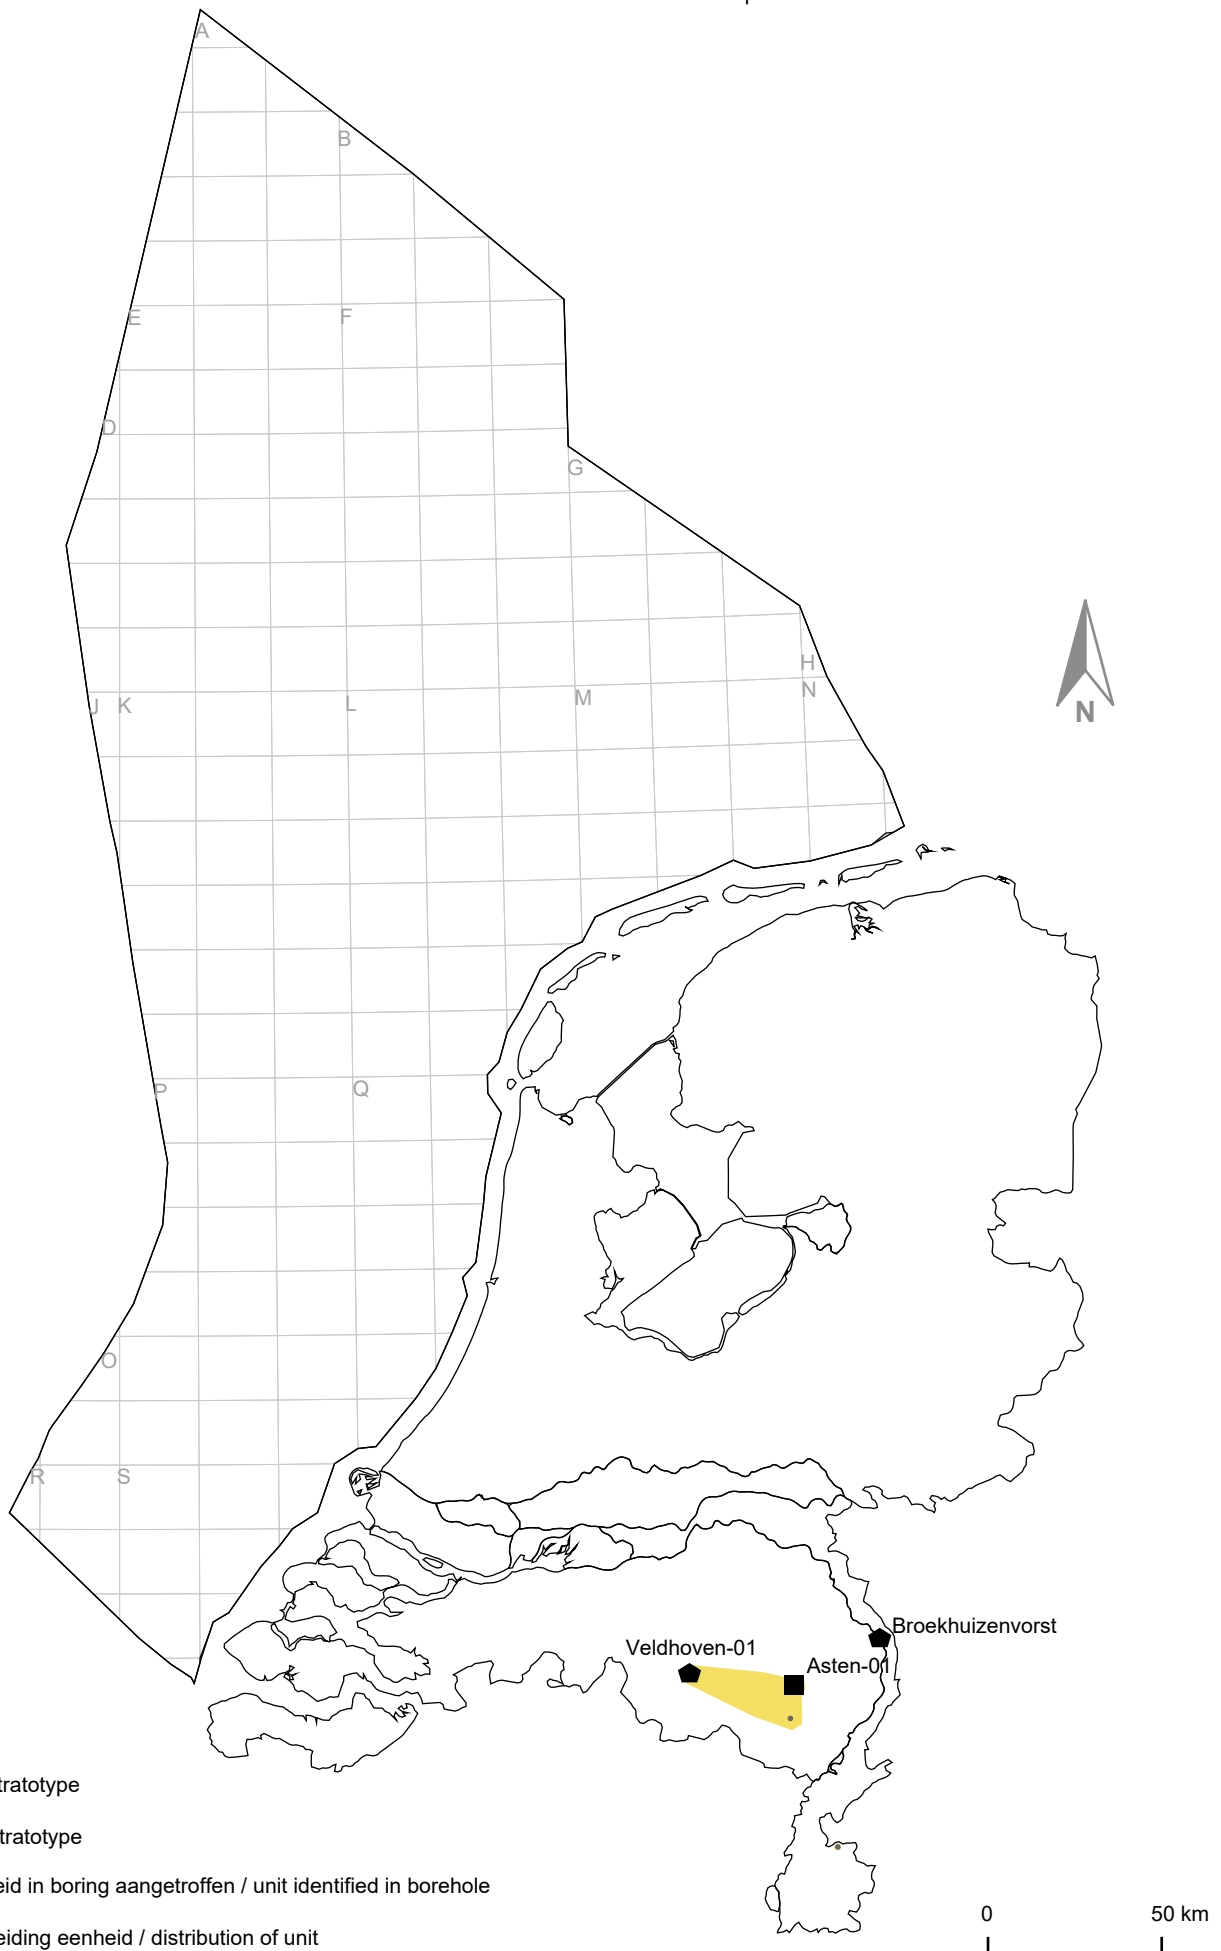 A
B
E
F
D
G
H
N
J K
L
M
P
Q
O
R
S
N
Broekhuizenvorst
Veldhoven-01
Asten-01
tratotype
tratotype
eid in boring aangetroffen / unit identified in borehole
eiding eenheid / distribution of unit
0 50 km